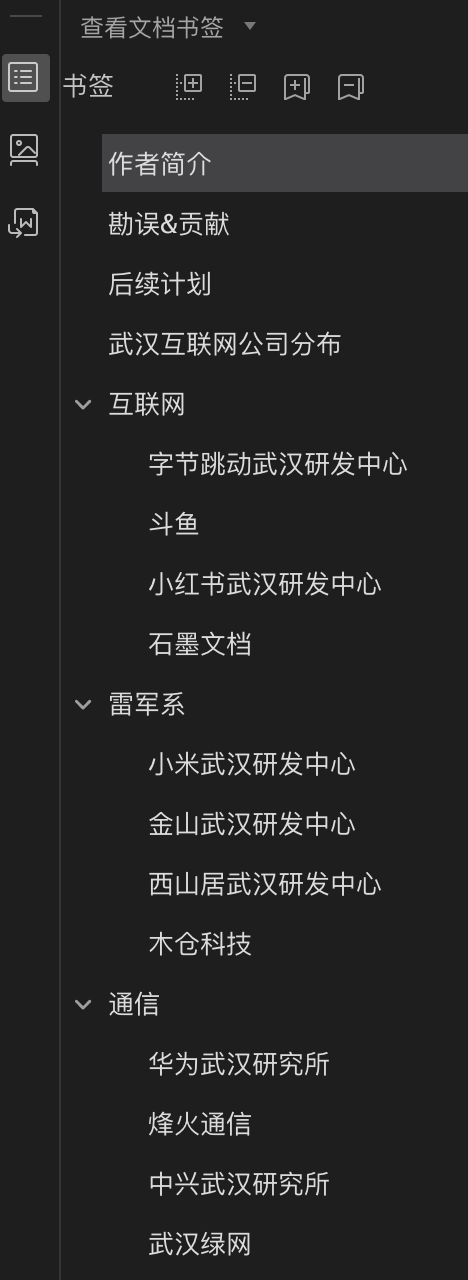 查看文档书签
书签
作者简介
勘误&贡献
后续计划
武汉互联网公司分布
互联网
字节跳动武汉研发中心
斗鱼
小红书武汉研发中心
石墨文档
雷军系
小米武汉研发中心
金山武汉研发中心
西山居武汉研发中心
木仓科技
通信
华为武汉研究所
烽火通信
中兴武汉研究所
武汉绿网